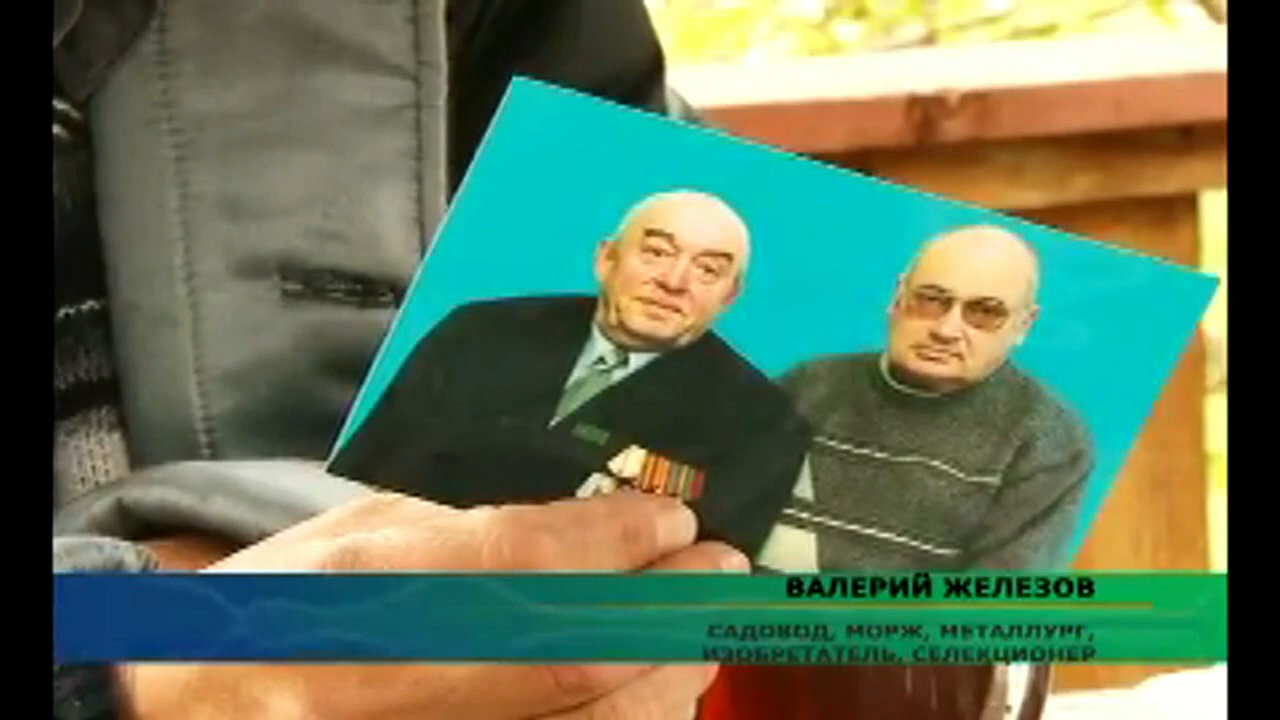 ВАЛЕРИЙ ЖЕЛЕЗОВ
САДОВОД, МОРЖ, МЕТАЛЛУРГ,
ИЗОБРЕТАТЕЛЬ, СЕЛЕКЦИОНЕР